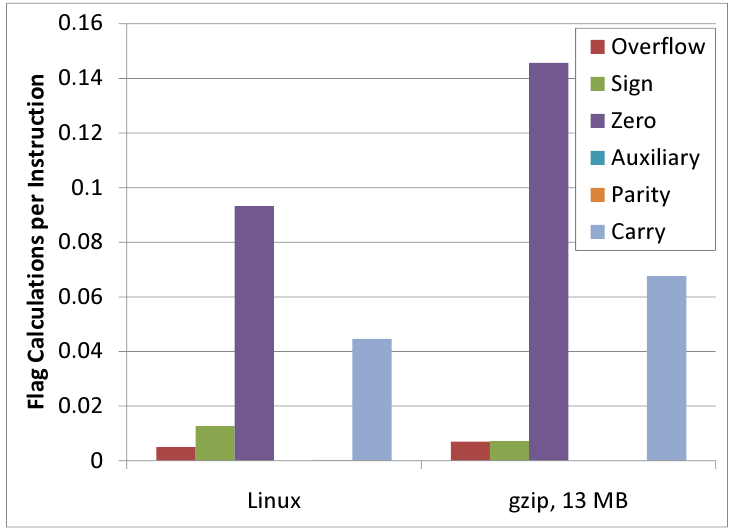 0.16
0.14
0.12
0.1
0.08
0.06
0.04
0.02
0
Flag Calculations per Instruction
Overflow
Sign
Zero
Auxiliary
Parity
Carry
Linux
gzip, 13 MB